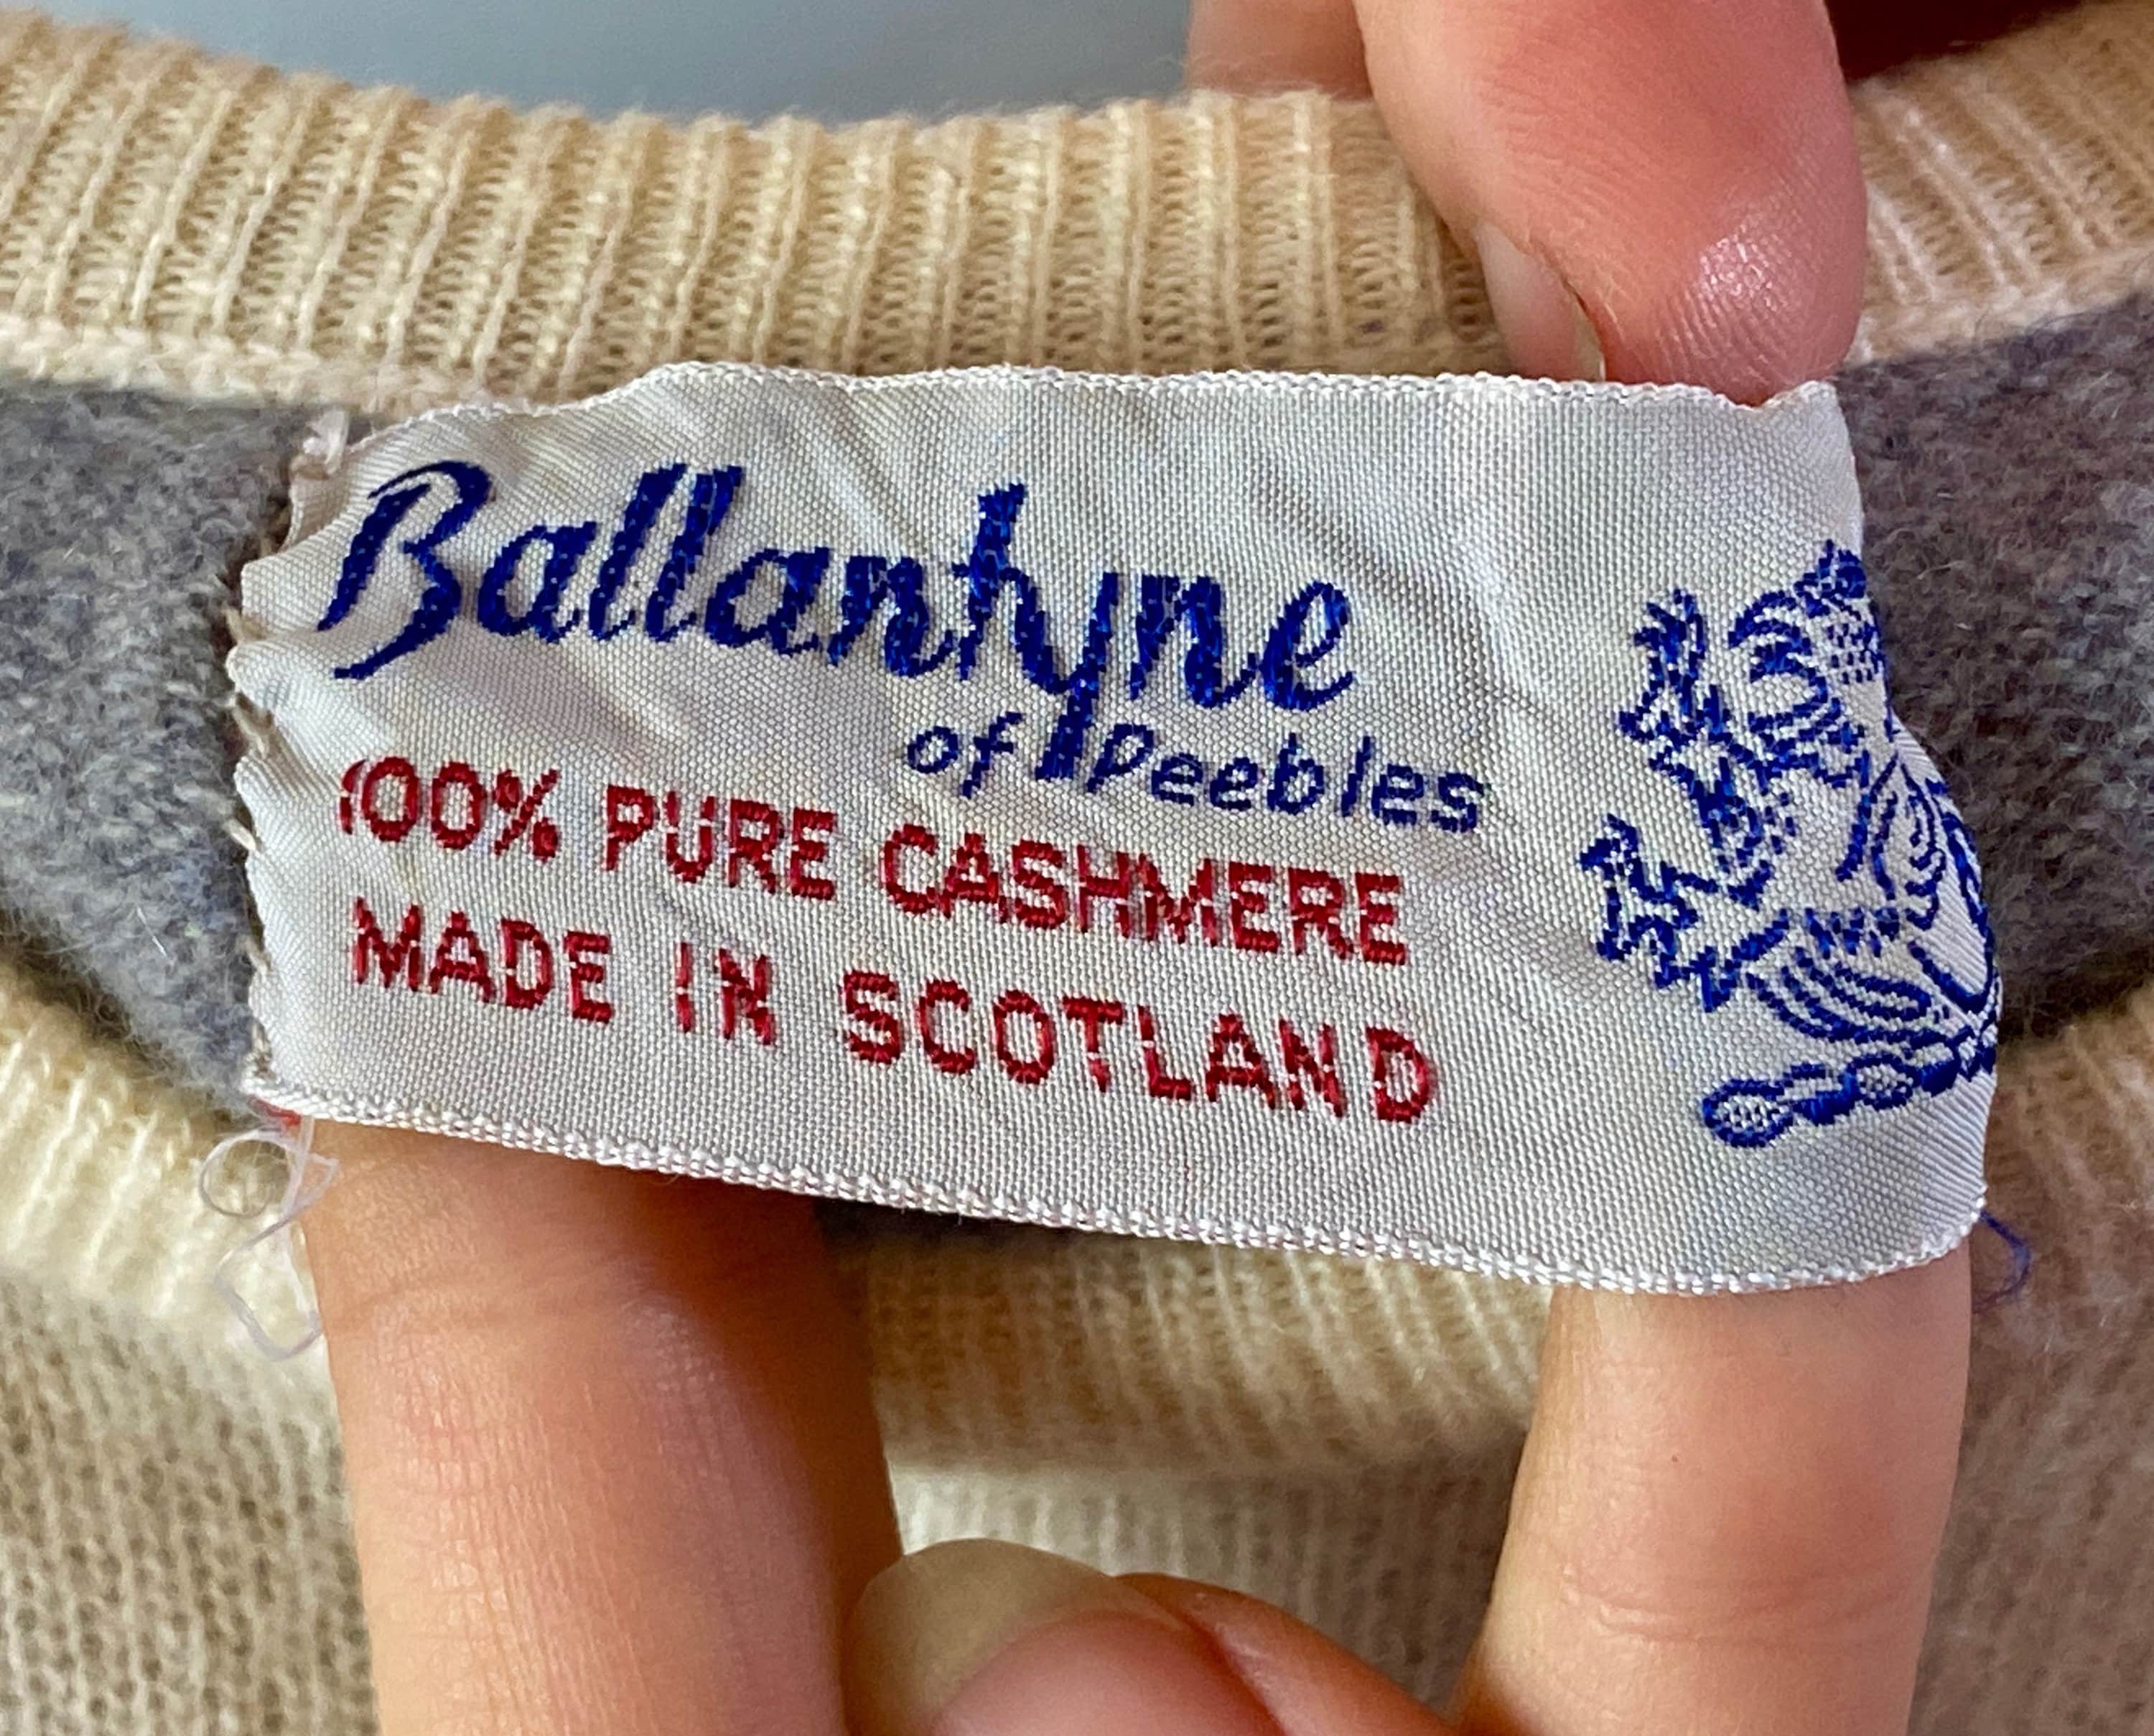 Ballantyne
of Peebles
100% PURE CASHMERE
MADE IN SCOTLAND